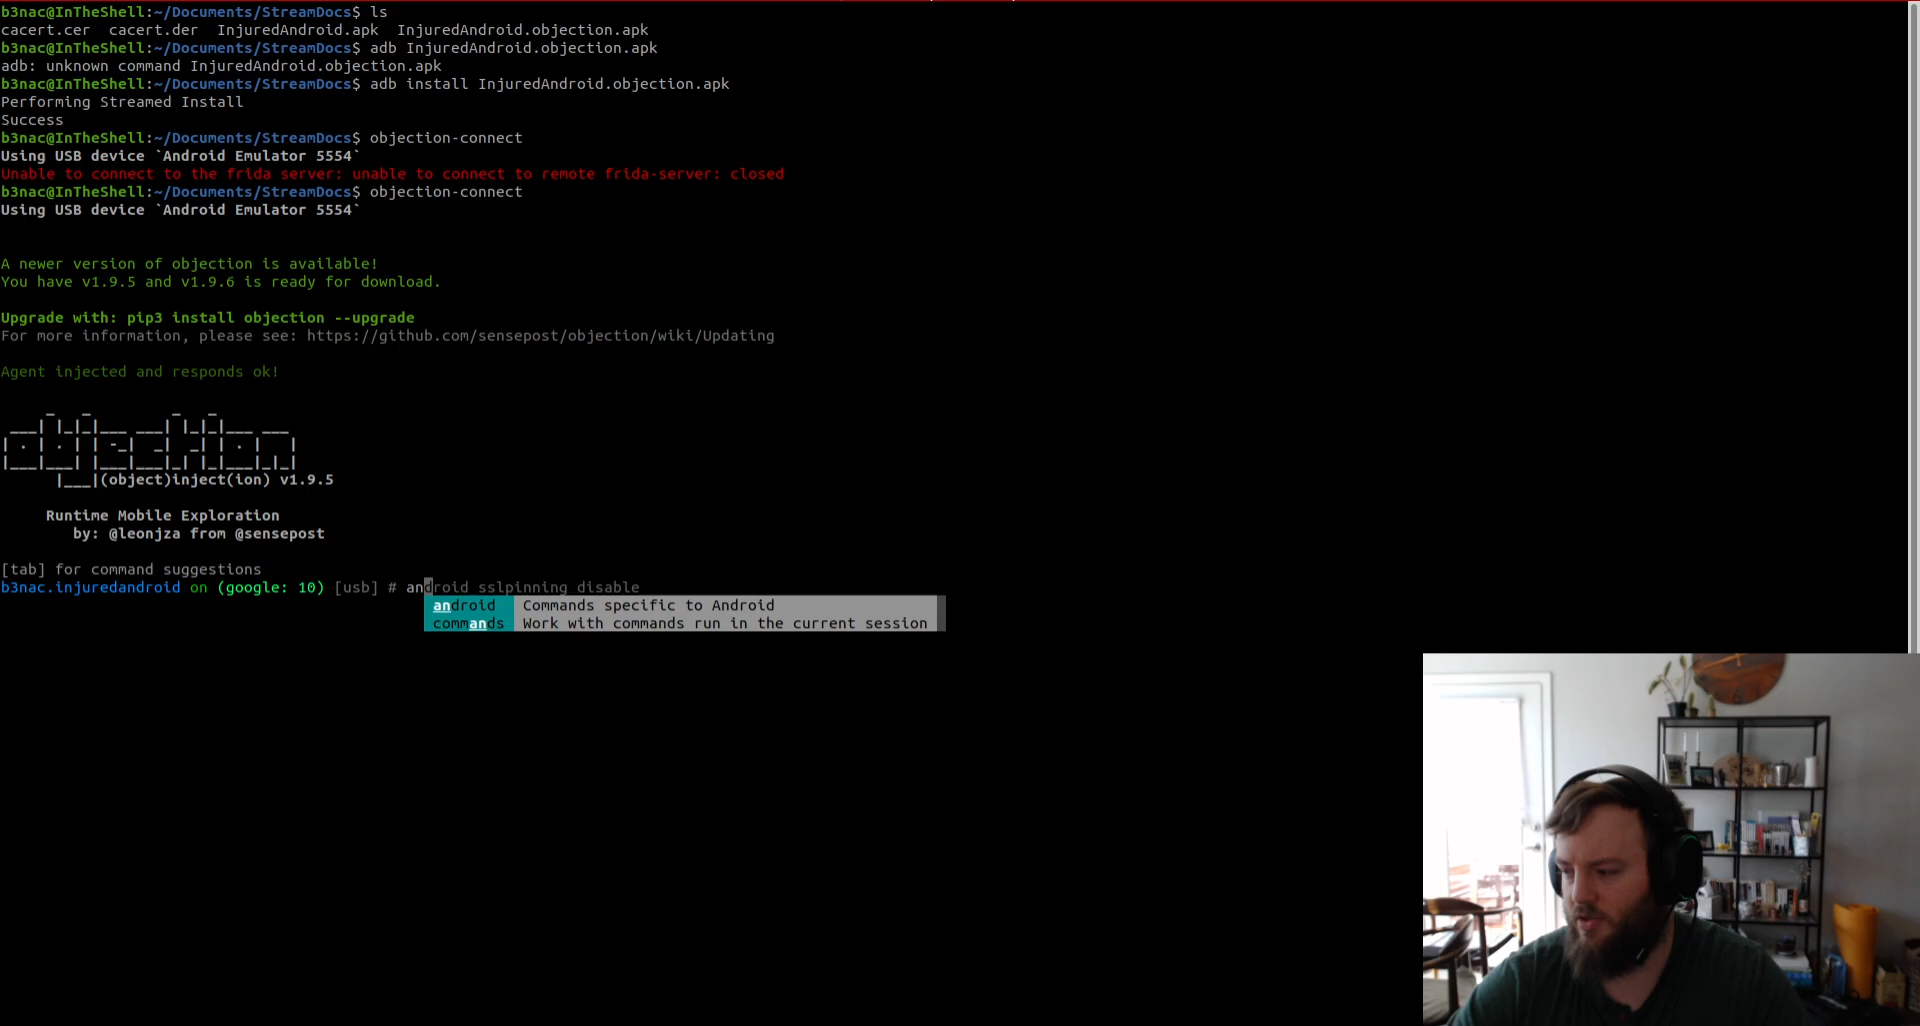 b3nac@InTheShell:~/Documents/StreamDocs$ ls
cacert.cer  cacert.der  InjuredAndroid.apk  InjuredAndroid.objection.apk
b3nac@InTheShell:~/Documents/StreamDocs$ adb InjuredAndroid.objection.apk
adb: unknown command InjuredAndroid.objection.apk
b3nac@InTheShell:~/Documents/StreamDocs$ adb install InjuredAndroid.objection.apk
Performing Streamed Install
Success
b3nac@InTheShell:~/Documents/StreamDocs$ objection-connect
Using USB device `Android Emulator 5554`
Unable to connect to the frida server: unable to connect to remote frida-server: closed
b3nac@InTheShell:~/Documents/StreamDocs$ objection-connect
Using USB device `Android Emulator 5554`
A newer version of objection is available!
You have v1.9.5 and v1.9.6 is ready for download.
Upgrade with: pip3 install objection --upgrade
For more information, please see: https://github.com/sensepost/objection/wiki/Updating
Agent injected and responds ok!
objection
(object)inject(ion) v1.9.5
Runtime Mobile Exploration
by: @leonjza from @sensepost
[tab] for command suggestions
b3nac.injuredandroid on (google: 10) [usb] # android sslpinning disable
android  Commands specific to Android
commands  Work with commands run in the current session